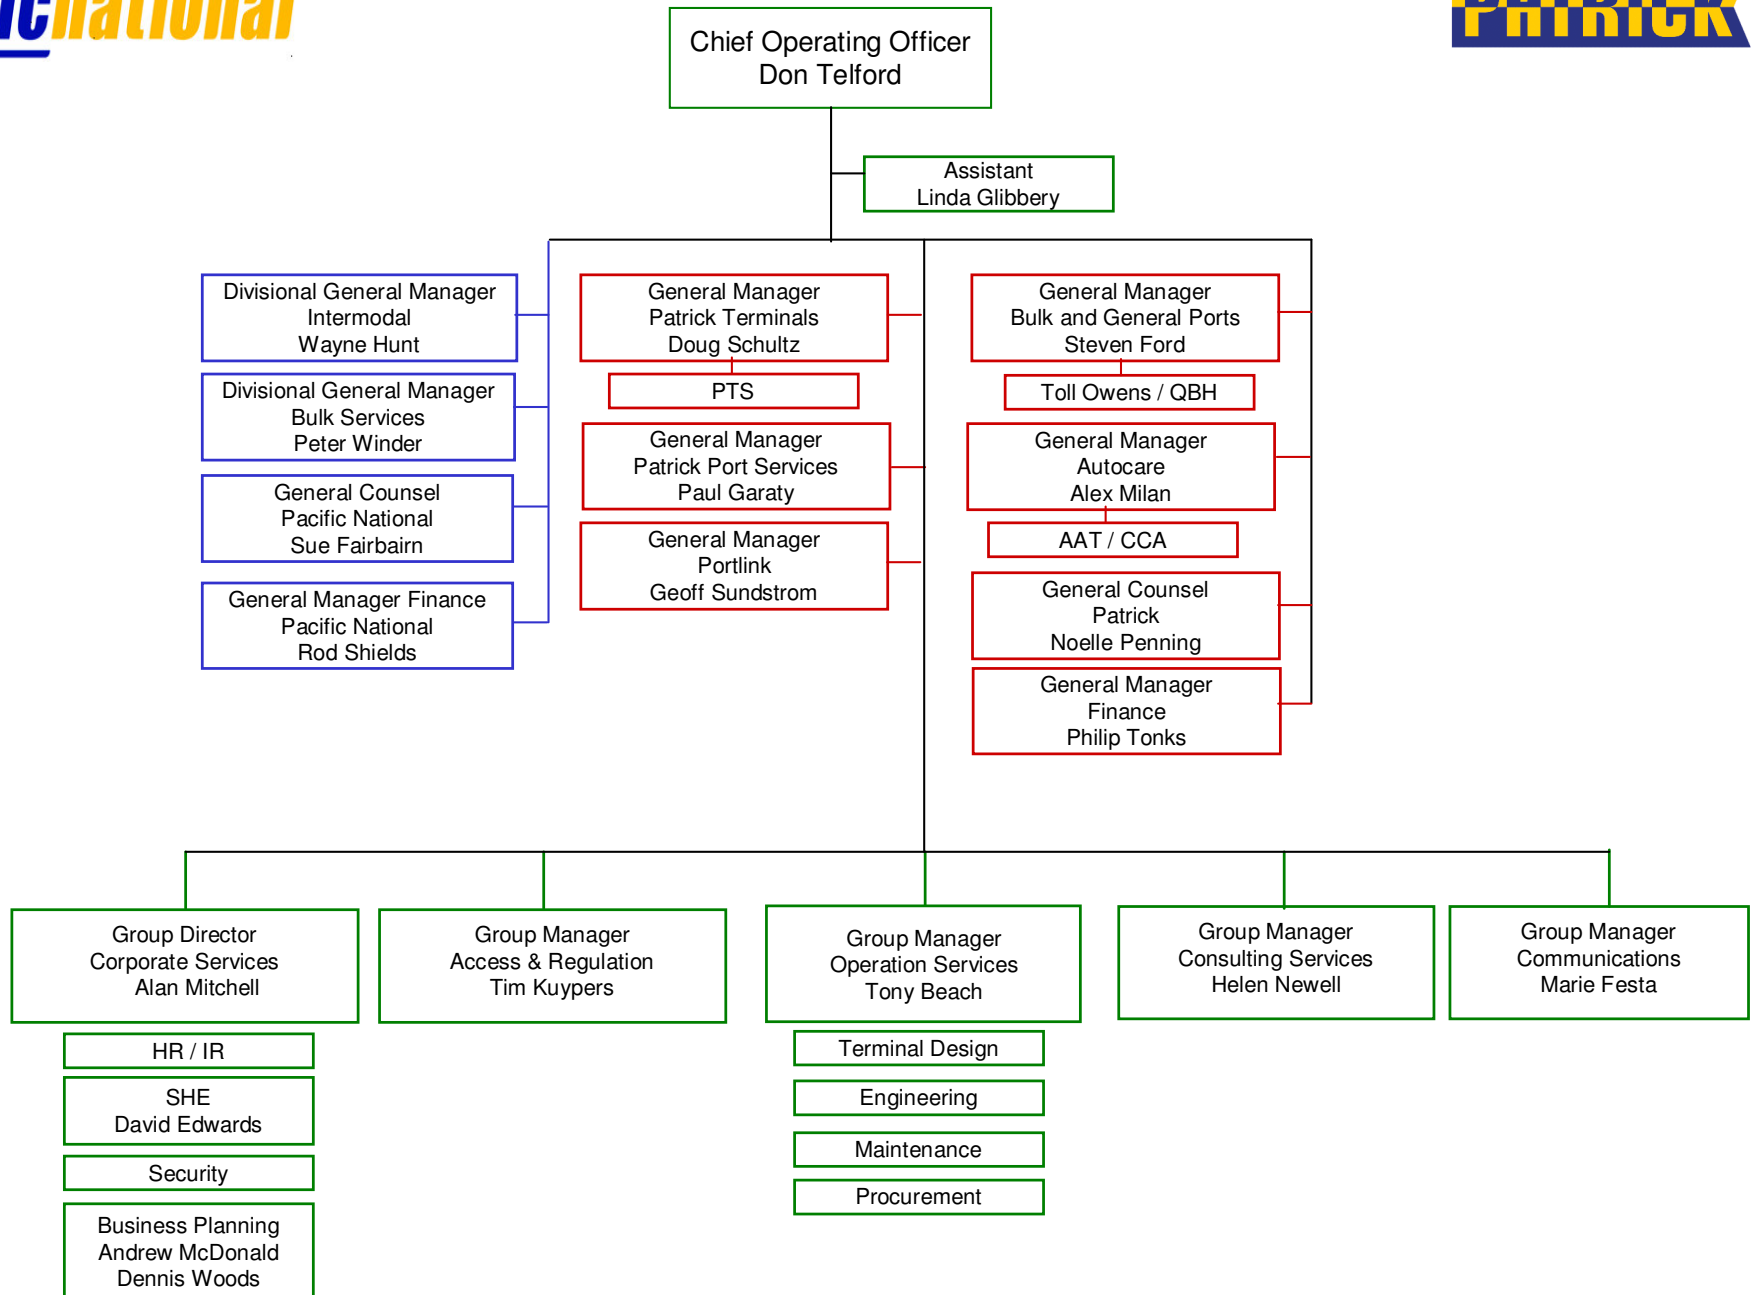 national
PATRICK
Chief Operating Officer
Don Telford
Assistant
Linda Glibbery
Divisional General Manager
Intermodal
Wayne Hunt
Divisional General Manager
Bulk Services
Peter Winder
General Counsel
Pacific National
Sue Fairbairn
General Manager Finance
Pacific National
Rod Shields
General Manager
Patrick Terminals
Doug Schultz
PTS
General Manager
Patrick Port Services
Paul Garaty
General Manager
Portlink
Geoff Sundstrom
General Manager
Bulk and General Ports
Steven Ford
Toll Owens / QBH
General Manager
Autocare
Alex Milan
AAT / CCA
General Counsel
Patrick
Noelle Penning
General Manager
Finance
Philip Tonks
Group Director
Corporate Services
Alan Mitchell
HR / IR
SHE
David Edwards
Security
Business Planning
Andrew McDonald
Dennis Woods
Group Manager
Access & Regulation
Tim Kuypers
Group Manager
Operation Services
Tony Beach
Terminal Design
Engineering
Maintenance
Procurement
Group Manager
Consulting Services
Helen Newell
Group Manager
Communications
Marie Festa